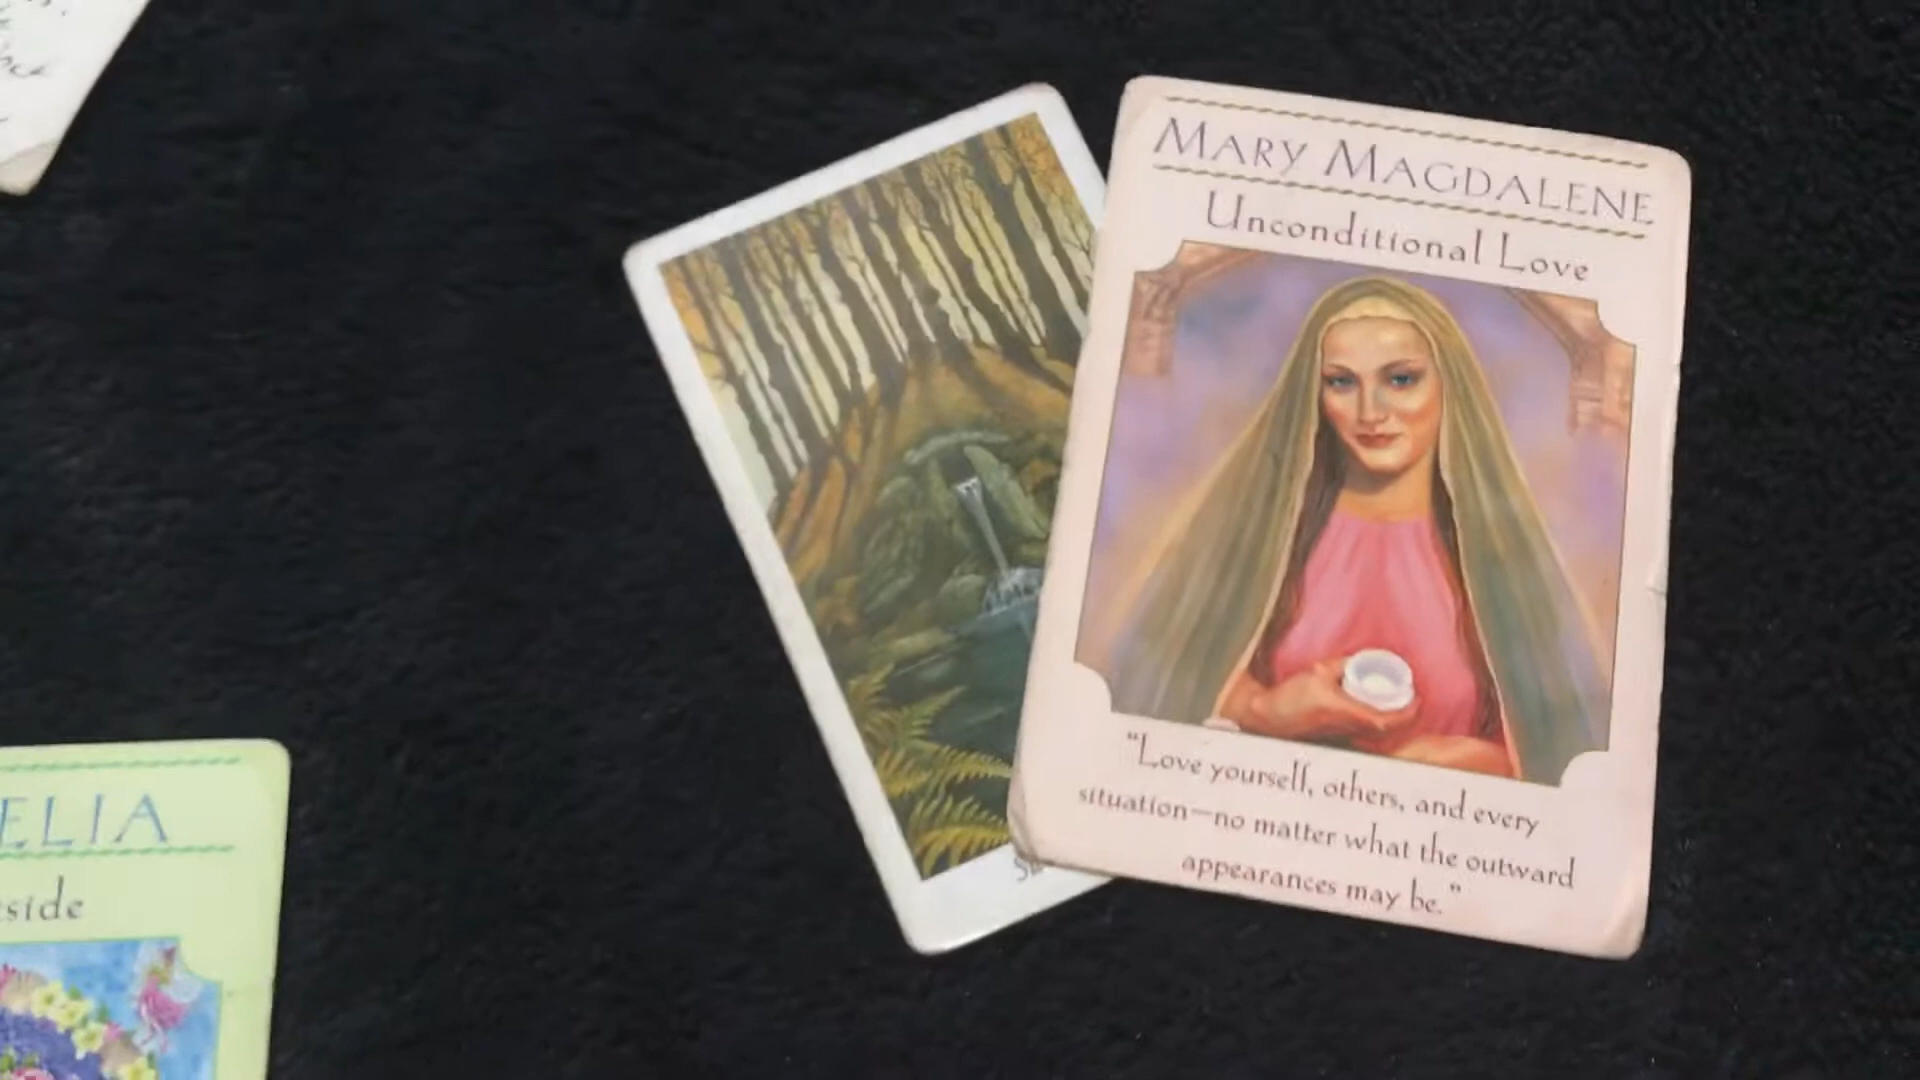 MARY MAGDALENE
Unconditional Love
"Love yourself, others, and every
situation—no matter what the outward
appearances may be."
ELIA
side